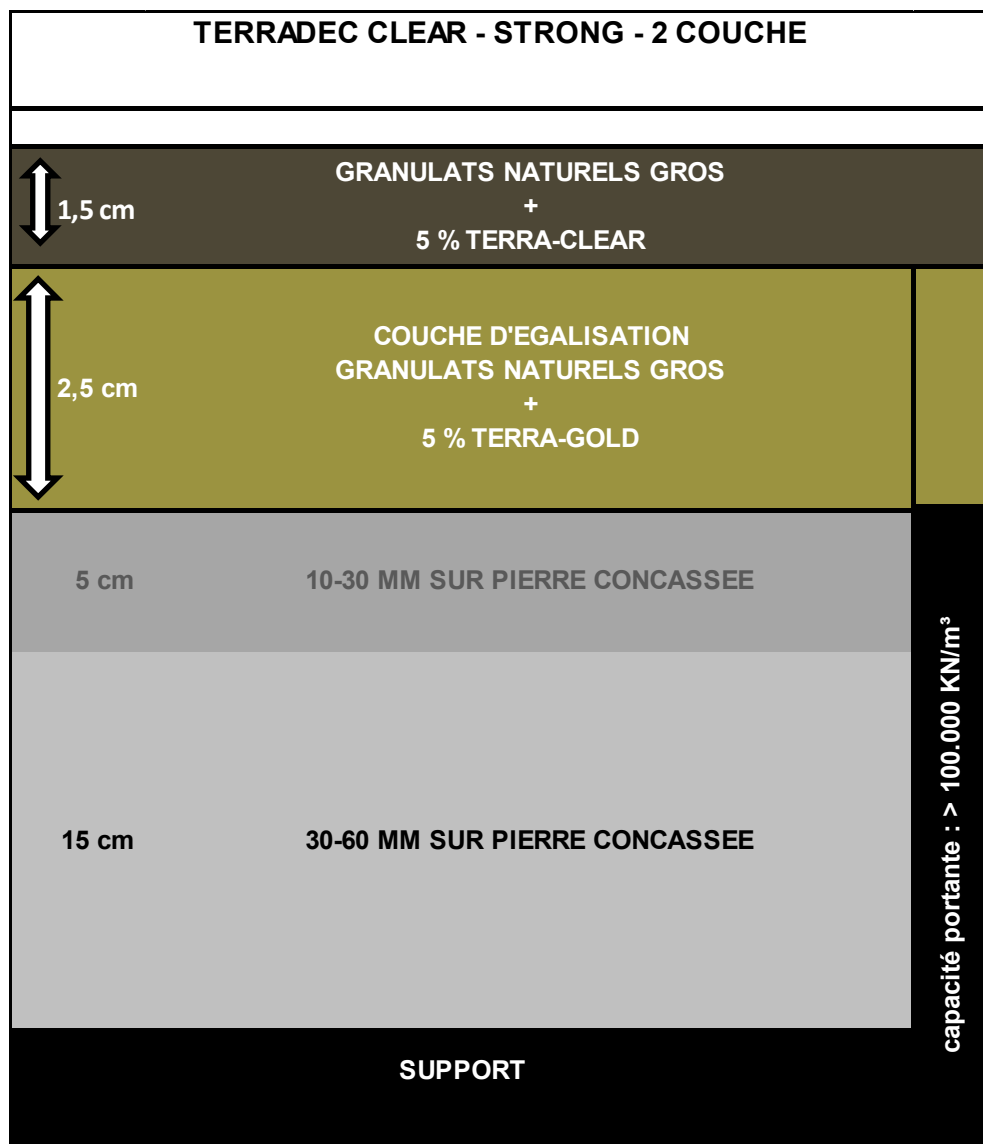 TERRADEC CLEAR - STRONG - 2 COUCHE
1,5 cm
GRANULATS NATURELS GROS
+
5 % TERRA-CLEAR
2,5 cm
COUCHE D'EGALISATION
GRANULATS NATURELS GROS
+
5 % TERRA-GOLD
5 cm
10-30 MM SUR PIERRE CONCASSEE
15 cm
30-60 MM SUR PIERRE CONCASSEE
capacité portante : > 100.000 KN/m³
SUPPORT